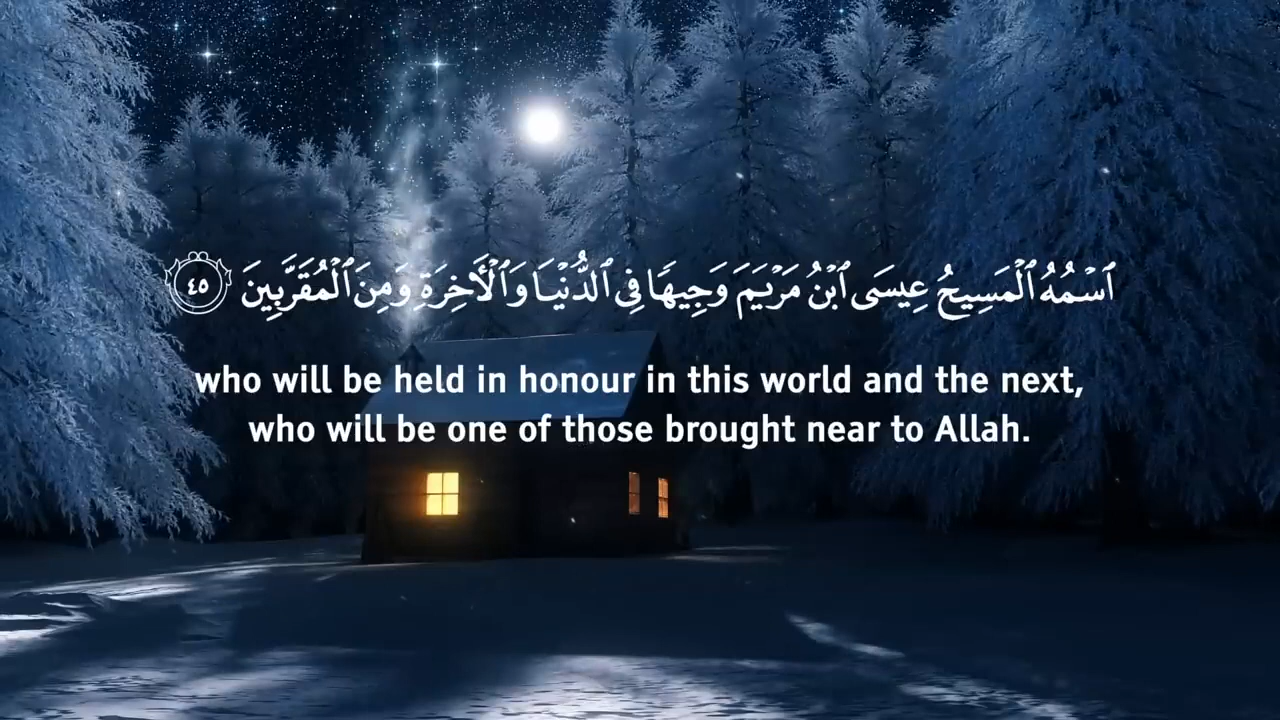 ٱسْمُهُ ٱلْمَسِيحُ عِيسَى ٱبْنُ مَرْيَمَ وَجِيهًا فِى ٱلدُّنْيَا وَٱلْأَخِرَةِ وَمِنَ ٱلْمُقَرَّبِينَ ٤٥
who will be held in honour in this world and the next,
who will be one of those brought near to Allah.